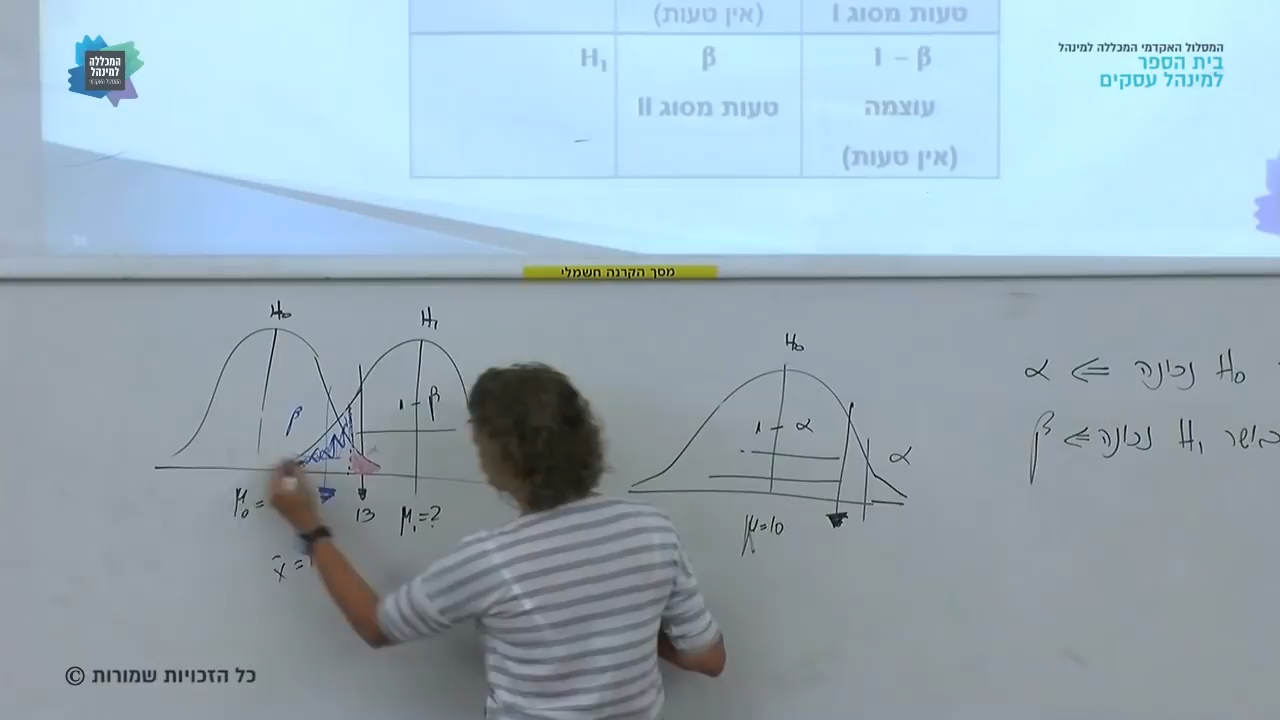 (אין טעות) טעות מסוג I
H₁ β I – β
טעות מסוג II עוצמה
(אין טעות)
המכללה
למינהל
המסלול האקדמי המכללה למינהל
בית הספר
למינהל עסקים
מסך הקרנה חשמלי
H₀
H₁
β
1 - β
μ₀ =
13
μ₁ = ?
x̄ = 1
H₀
1 - α
α
μ = 10
H₀ נכונה ⇐ α
H₁ נכונה ⇐ β
כל הזכויות שמורות ©